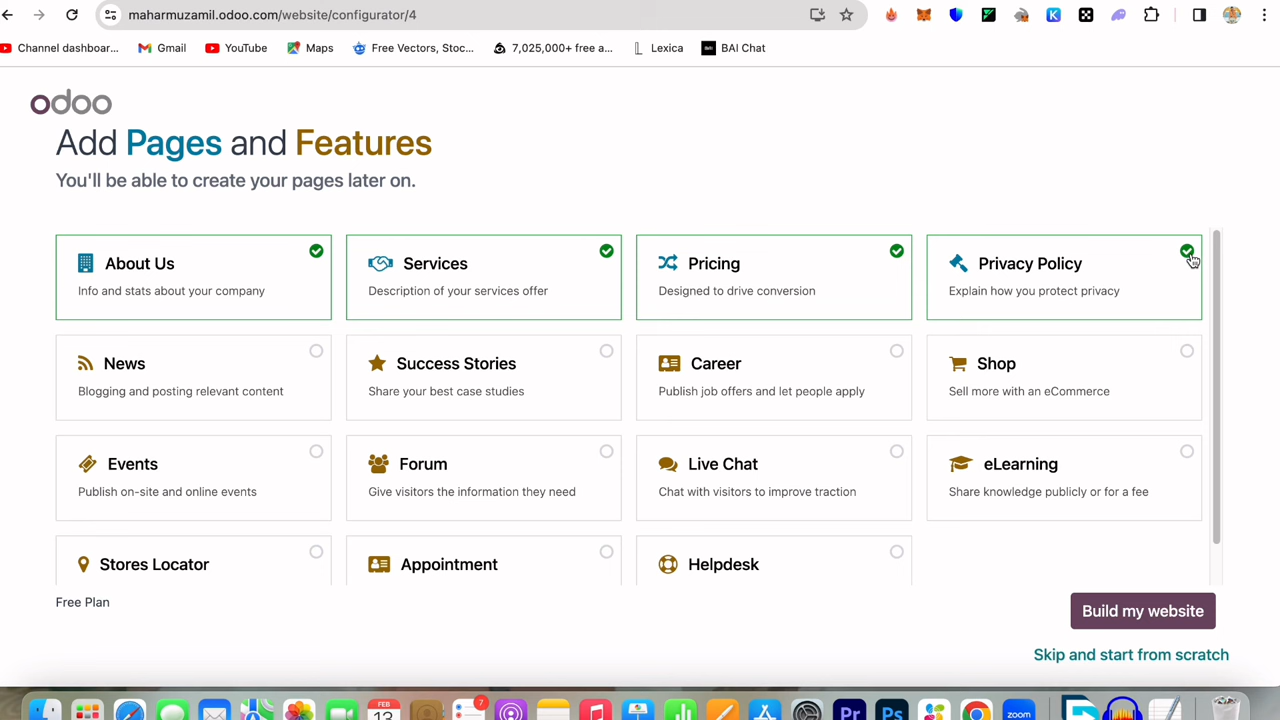 maharmuzamil.odoo.com/website/configurator/4
Channel dashboar... Gmail YouTube Maps Free Vectors, Stoc... 7,025,000+ free a... Lexica BAI Chat
odoo
Add Pages and Features
You'll be able to create your pages later on.
About Us Services Pricing Privacy Policy
Info and stats about your company Description of your services offer Designed to drive conversion Explain how you protect privacy
News Success Stories Career Shop
Blogging and posting relevant content Share your best case studies Publish job offers and let people apply Sell more with an eCommerce
Events Forum Live Chat eLearning
Publish on-site and online events Give visitors the information they need Chat with visitors to improve traction Share knowledge publicly or for a fee
Stores Locator Appointment Helpdesk
Free Plan
Build my website
Skip and start from scratch
FEB 7
13 Pr Ps zoom